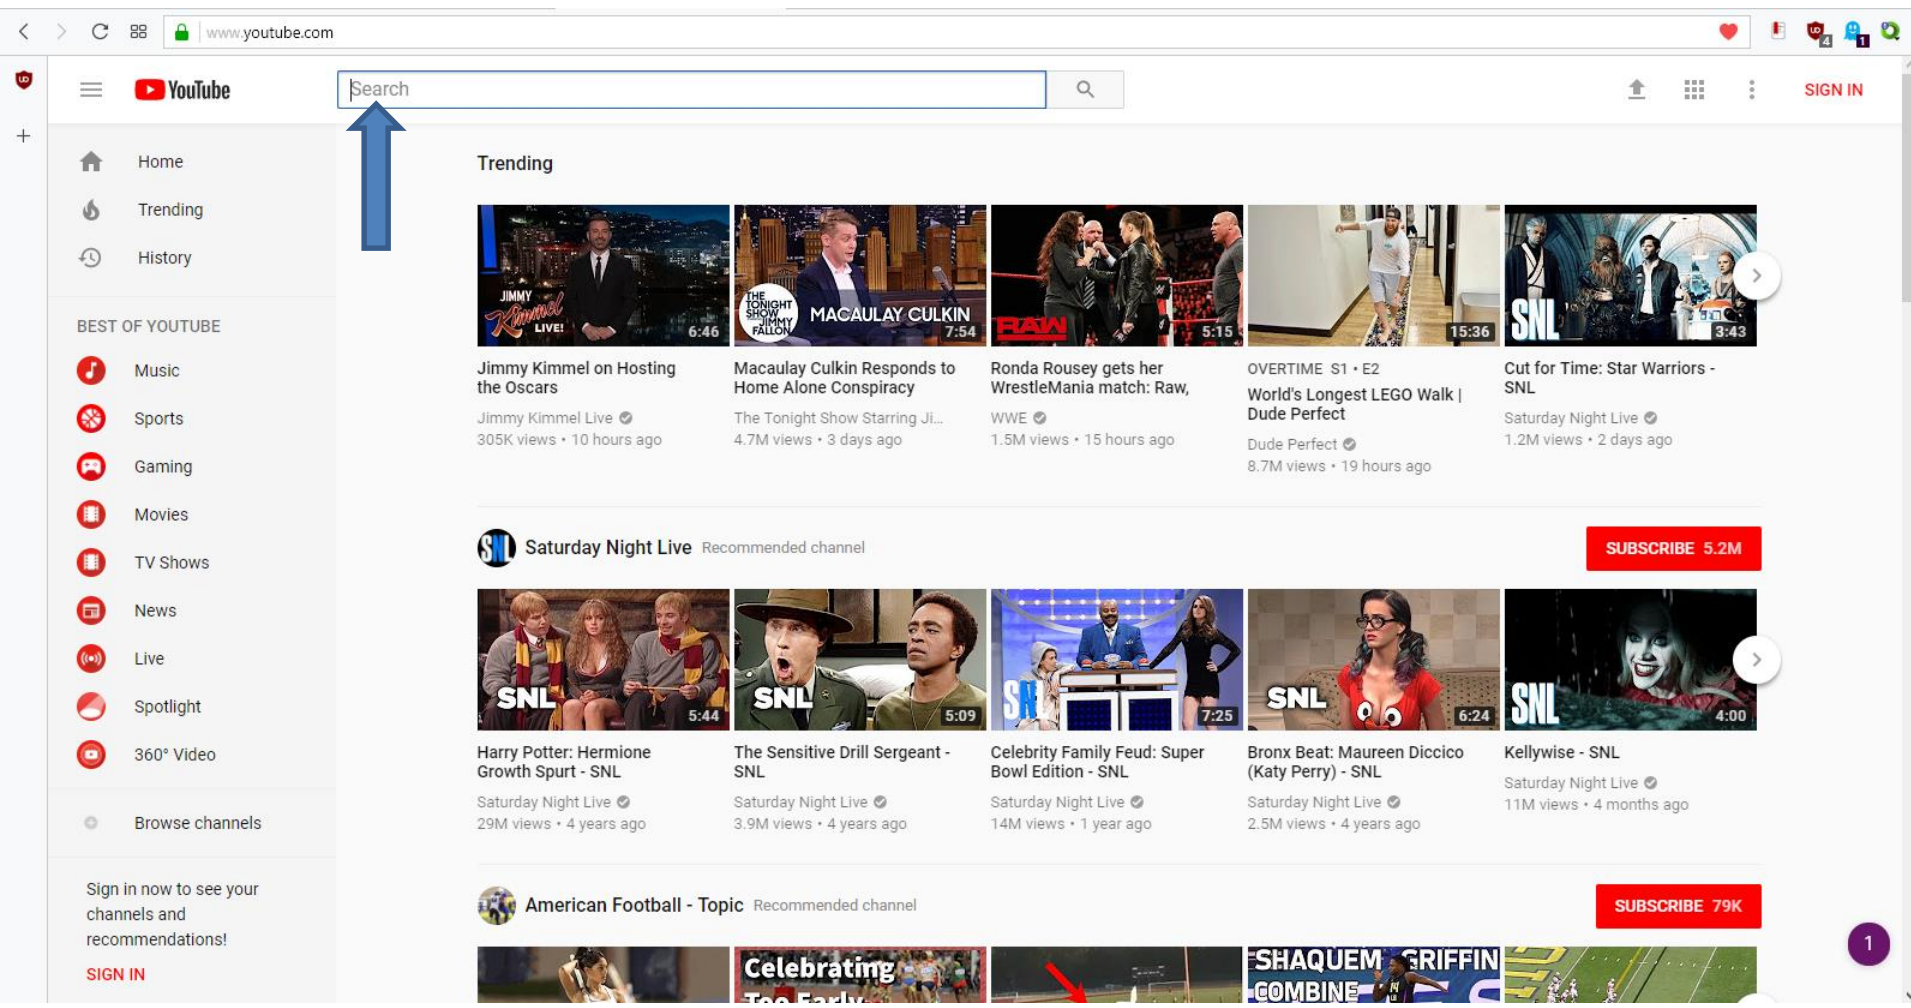 www.youtube.com
4
1
YouTube
Search
SIGN IN
Home
Trending
History
BEST OF YOUTUBE
Music
Sports
Gaming
Movies
TV Shows
News
Live
Spotlight
360° Video
Browse channels
Sign in now to see your
channels and
recommendations!
SIGN IN
Trending
JIMMY
Kimmel
LIVE!
6:46
THE
TONIGHT
SHOW
JIMMY
FALLON
MACAULAY CULKIN
7:54
RAW
5:15
15:36
SNL
3:43
Jimmy Kimmel on Hosting
the Oscars
Jimmy Kimmel Live
305K views • 10 hours ago
Macaulay Culkin Responds to
Home Alone Conspiracy
The Tonight Show Starring Ji...
4.7M views • 3 days ago
Ronda Rousey gets her
WrestleMania match: Raw,
WWE
1.5M views • 15 hours ago
OVERTIME S1 • E2
World's Longest LEGO Walk |
Dude Perfect
Dude Perfect
8.7M views • 19 hours ago
Cut for Time: Star Warriors -
SNL
Saturday Night Live
1.2M views • 2 days ago
SNL
Saturday Night Live Recommended channel
SUBSCRIBE 5.2M
SNL
5:44
SNL
5:09
SNL
7:25
SNL
6:24
SNL
4:00
Harry Potter: Hermione
Growth Spurt - SNL
Saturday Night Live
29M views • 4 years ago
The Sensitive Drill Sergeant -
SNL
Saturday Night Live
3.9M views • 4 years ago
Celebrity Family Feud: Super
Bowl Edition - SNL
Saturday Night Live
14M views • 1 year ago
Bronx Beat: Maureen Diccico
(Katy Perry) - SNL
Saturday Night Live
2.5M views • 4 years ago
Kellywise - SNL
Saturday Night Live
11M views • 4 months ago
American Football - Topic Recommended channel
SUBSCRIBE 79K
Celebrating
Too Early
SHAQUEM GRIFFIN
COMBINE
1